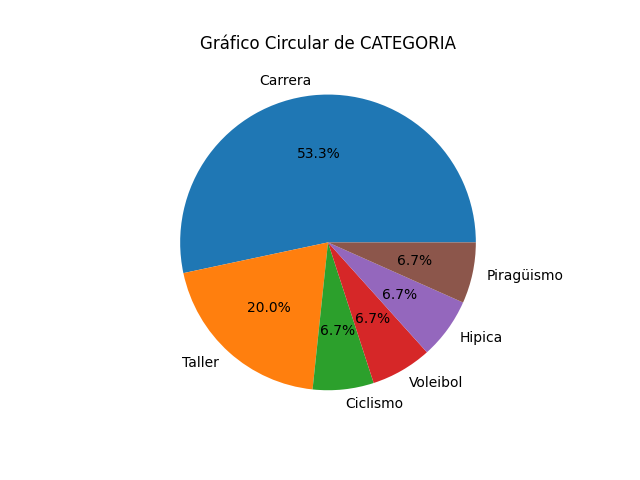 Gráfico Circular de CATEGORIA
Carrera
53.3%
20.0%
Taller
6.7%
Ciclismo
6.7%
Voleibol
6.7%
Hipica
6.7%
Piragüismo